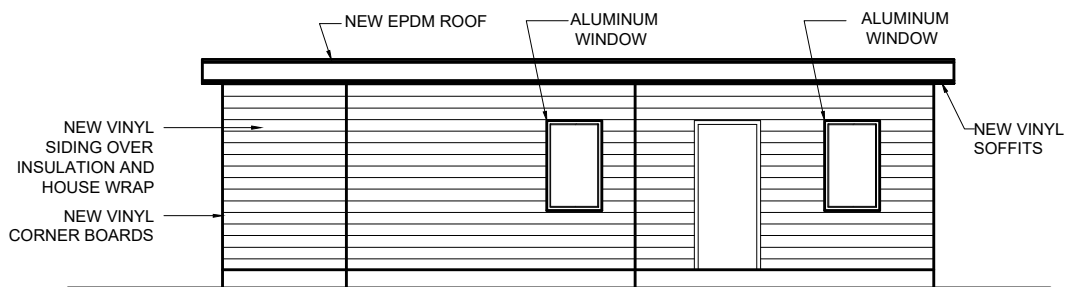 NEW EPDM ROOF
ALUMINUM
WINDOW
ALUMINUM
WINDOW
NEW VINYL
SIDING OVER
INSULATION AND
HOUSE WRAP
NEW VINYL
CORNER BOARDS
NEW VINYL
SOFFITS